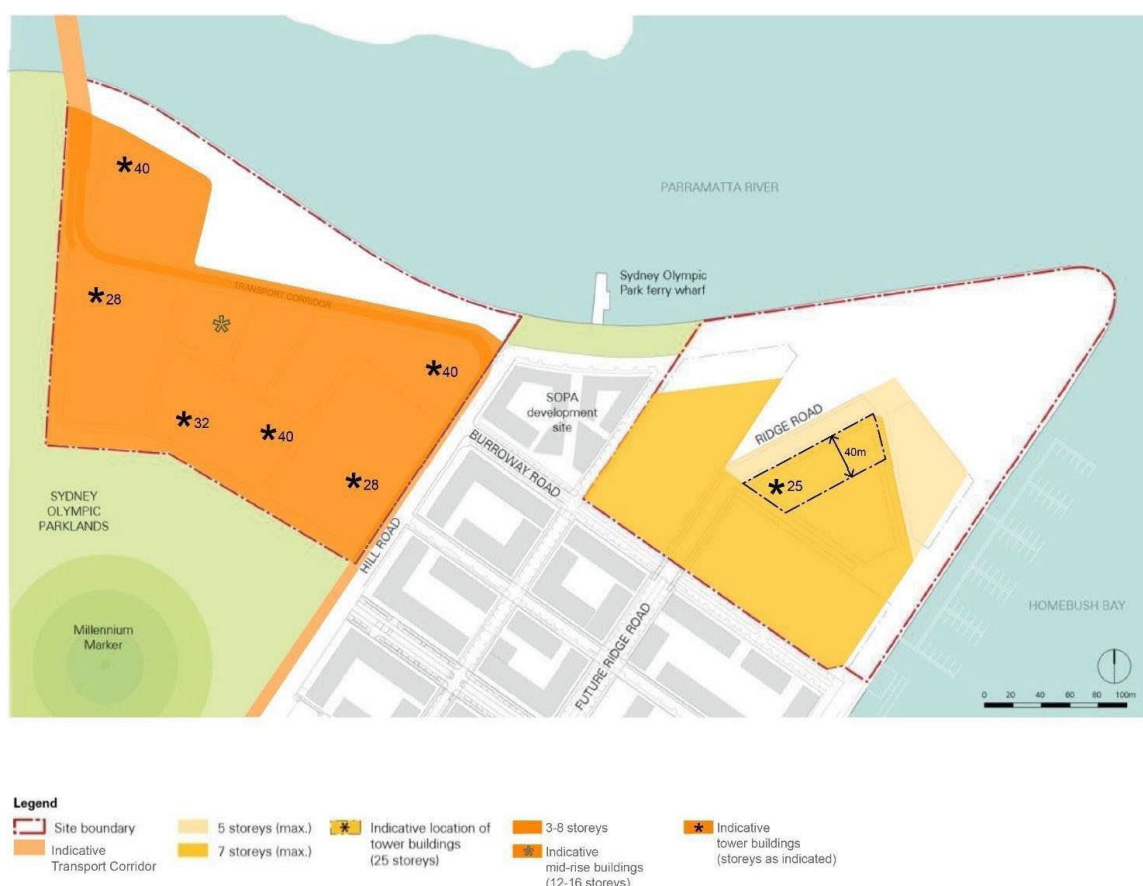 40
PARRAMATTA RIVER
Sydney Olympic
Park ferry wharf
28
TRANSPORT CORRIDOR
40
SOPA
development
site
RIDGE ROAD
32
40
BURROWAY ROAD
40m
28
25
SYDNEY
OLYMPIC
PARKLANDS
HILL ROAD
FUTURE RIDGE ROAD
HOMEBUSH BAY
Millennium
Marker
0 20 40 60 80 100m
Legend
Site boundary
Indicative
Transport Corridor
5 storeys (max.)
7 storeys (max.)
Indicative location of
tower buildings
(25 storeys)
3-8 storeys
Indicative
mid-rise buildings
(12-16 storeys)
Indicative
tower buildings
(storeys as indicated)